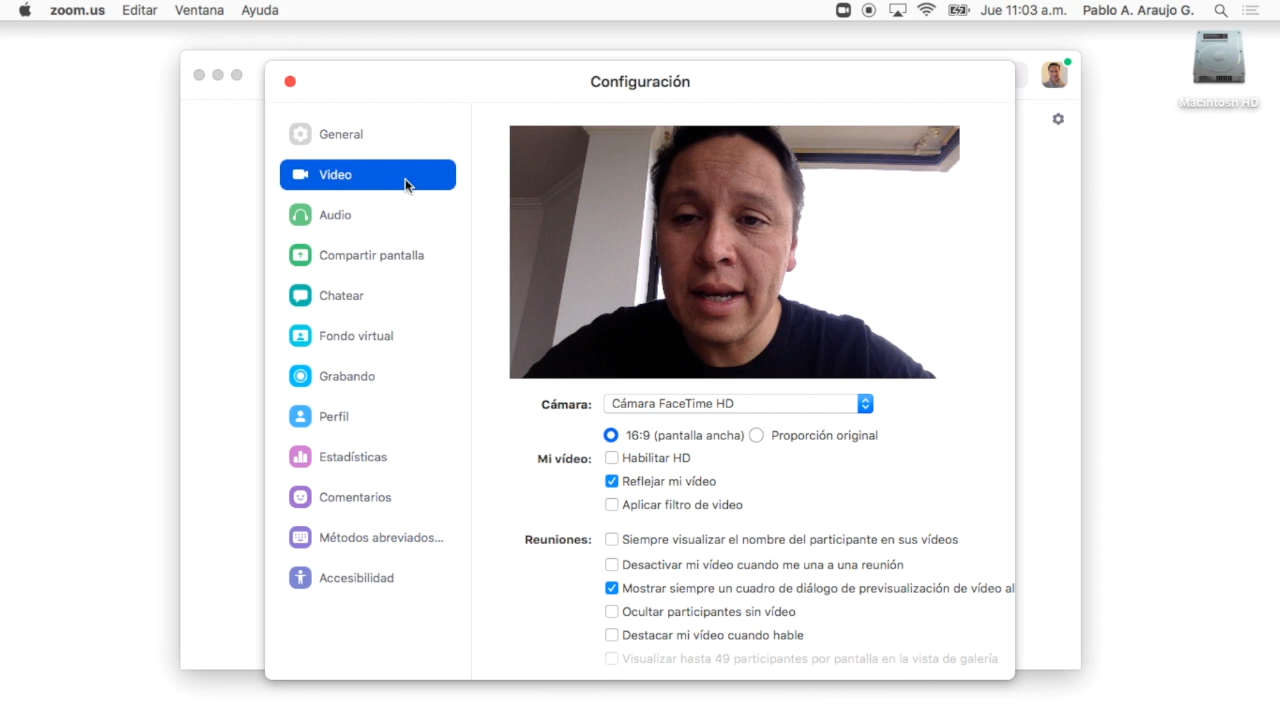 zoom.us Editar Ventana Ayuda Jue 11:03 a.m. Pablo A. Araujo G.
Macintosh HD
Configuración
General
Video
Audio
Compartir pantalla
Chatear
Fondo virtual
Grabando
Perfil
Estadísticas
Comentarios
Métodos abreviados...
Accesibilidad
Cámara: Cámara FaceTime HD
16:9 (pantalla ancha) Proporción original
Mi vídeo: Habilitar HD
Reflejar mi vídeo
Aplicar filtro de video
Reuniones: Siempre visualizar el nombre del participante en sus vídeos
Desactivar mi vídeo cuando me una a una reunión
Mostrar siempre un cuadro de diálogo de previsualización de vídeo al
Ocultar participantes sin vídeo
Destacar mi vídeo cuando hable
Visualizar hasta 49 participantes por pantalla en la vista de galería